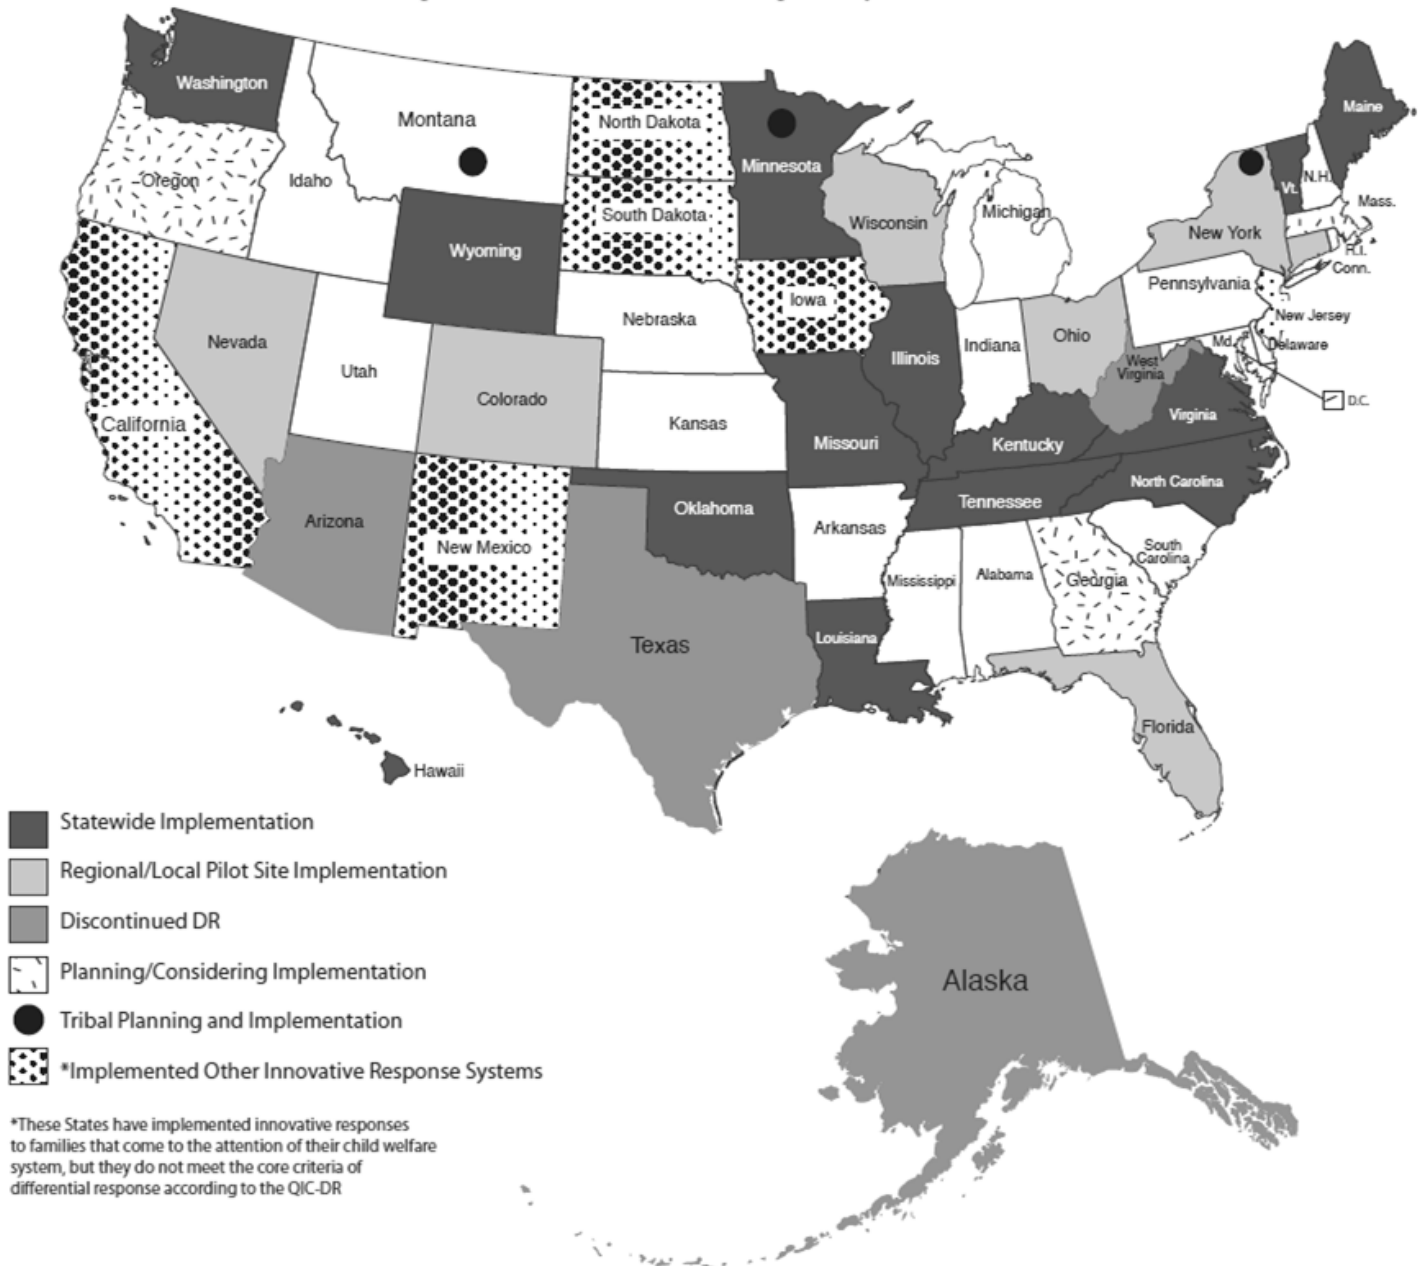 Washington
Maine
Montana
North Dakota
Minnesota
Oregon
Idaho
Vt.
N.H.
Mass.
South Dakota
Michigan
Wisconsin
New York
R.I.
Wyoming
Conn.
Pennsylvania
Iowa
Nebraska
New Jersey
Nevada
Ohio
Md.
Delaware
Illinois
Indiana
Utah
West
Virginia
Colorado
D.C.
California
Kansas
Virginia
Missouri
Kentucky
North Carolina
Tennessee
Oklahoma
Arizona
Arkansas
New Mexico
South
Carolina
Mississippi
Alabama
Georgia
Louisiana
Texas
Florida
Hawaii
Statewide Implementation
Regional/Local Pilot Site Implementation
Discontinued DR
Planning/Considering Implementation
Tribal Planning and Implementation
*Implemented Other Innovative Response Systems
Alaska
*These States have implemented innovative responses
to families that come to the attention of their child welfare
system, but they do not meet the core criteria of
differential response according to the QIC-DR